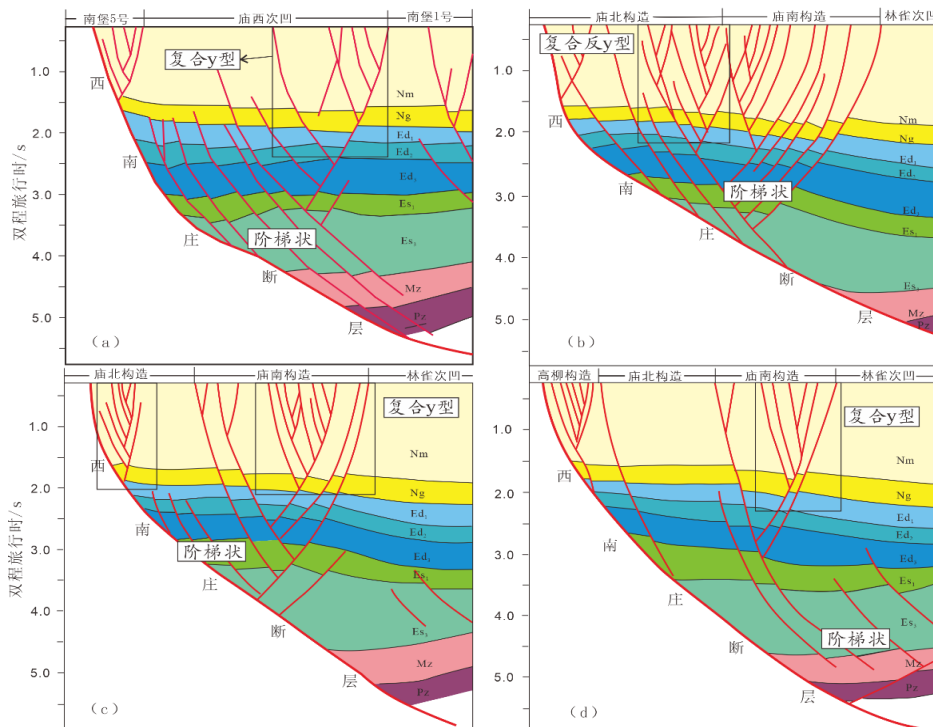 南堡5号 庙西次凹 南堡1号
复合y型
1.0
2.0
3.0
4.0
5.0
双程旅行时/s
西
南
庄
断
层
Nm
Ng
Ed₁
Ed₂
Ed₃
Es₁
阶梯状
Es₃
Mz
Pz
(a)
庙北构造 庙南构造 林雀次凹
复合反y型
1.0
2.0
3.0
4.0
5.0
西
南
庄
断
层
Nm
Ng
Ed₁
阶梯状
Es₃
Mz
Pz
(b)
庙北构造 庙南构造 林雀次凹
复合y型
1.0
2.0
3.0
4.0
5.0
双程旅行时/s
西
南
庄
断
层
Nm
Ng
Ed₁
Ed₂
Ed₃
阶梯状
Es₁
Es₃
Mz
Pz
(c)
高柳构造 庙北构造 庙南构造 林雀次凹
复合y型
1.0
2.0
3.0
4.0
5.0
西
南
庄
断
层
Nm
Ng
Ed₁
Ed₂
Ed₃
Es₁
Es₃
阶梯状
Mz
Pz
(d)